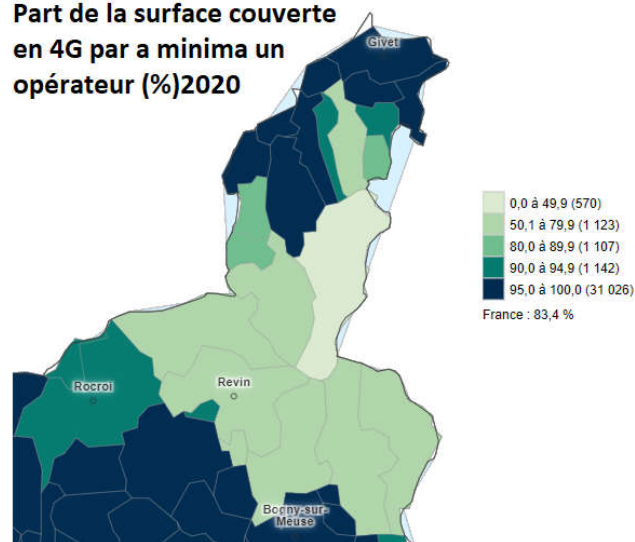 Part de la surface couverte
en 4G par a minima un
opérateur (%)2020
Givet
0,0 à 49,9 (570)
50,1 à 79,9 (1 123)
80,0 à 89,9 (1 107)
90,0 à 94,9 (1 142)
95,0 à 100,0 (31 026)
France : 83,4 %
Rocroi
Revin
Bogny-sur-
Meuse